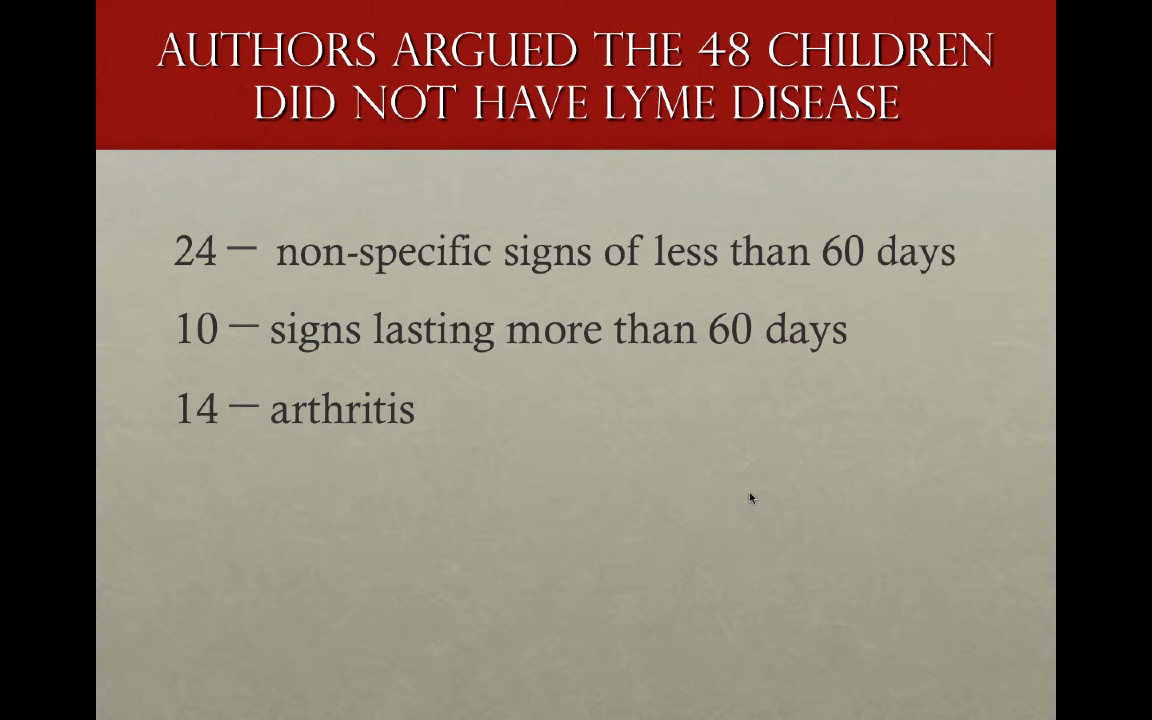 AUTHORS ARGUED THE 48 CHILDREN
DID NOT HAVE LYME DISEASE
24 — non-specific signs of less than 60 days
10 — signs lasting more than 60 days
14 — arthritis